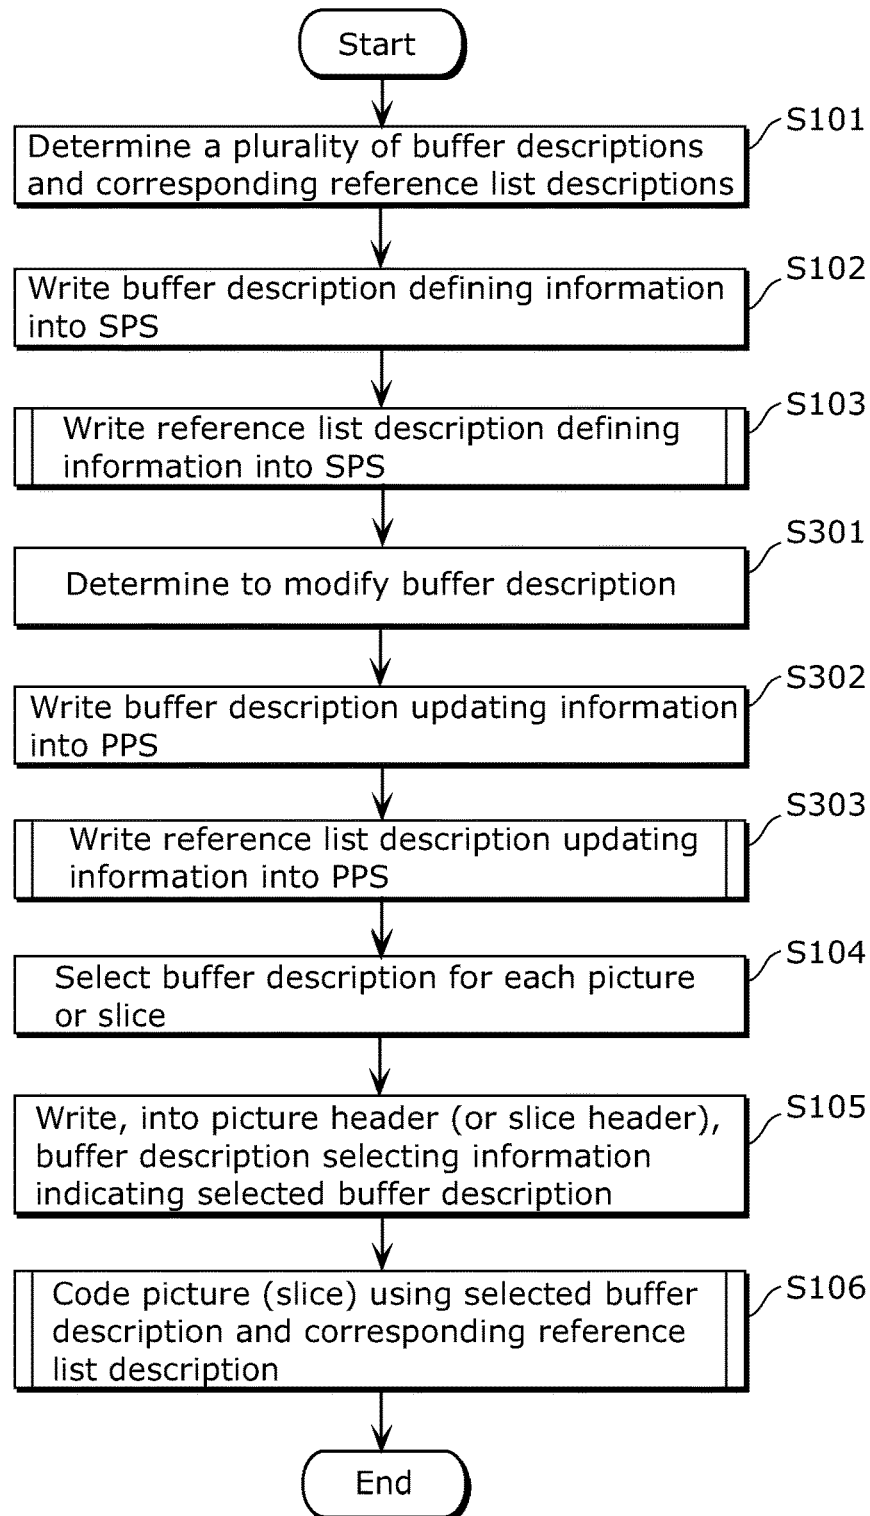 Start
S101
Determine a plurality of buffer descriptions
and corresponding reference list descriptions
S102
Write buffer description defining information
into SPS
S103
Write reference list description defining
information into SPS
S301
Determine to modify buffer description
S302
Write buffer description updating information
into PPS
S303
Write reference list description updating
information into PPS
S104
Select buffer description for each picture
or slice
S105
Write, into picture header (or slice header),
buffer description selecting information
indicating selected buffer description
S106
Code picture (slice) using selected buffer
description and corresponding reference
list description
End